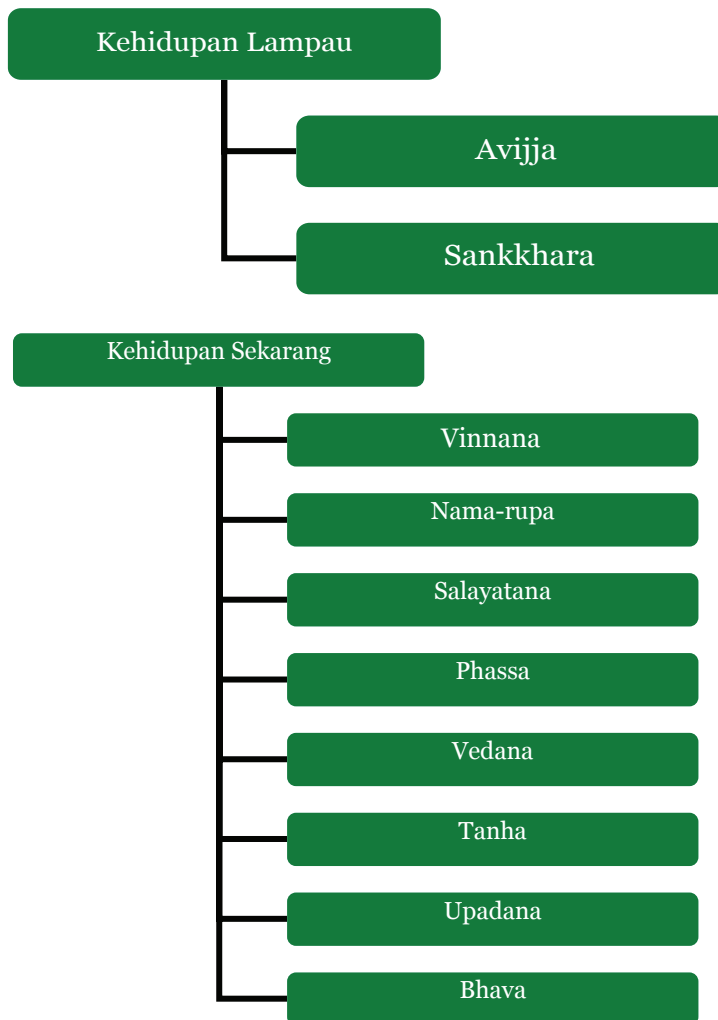 Kehidupan Lampau
Avijja
Sankkhara
Kehidupan Sekarang
Vinnana
Nama-rupa
Salayatana
Phassa
Vedana
Tanha
Upadana
Bhava